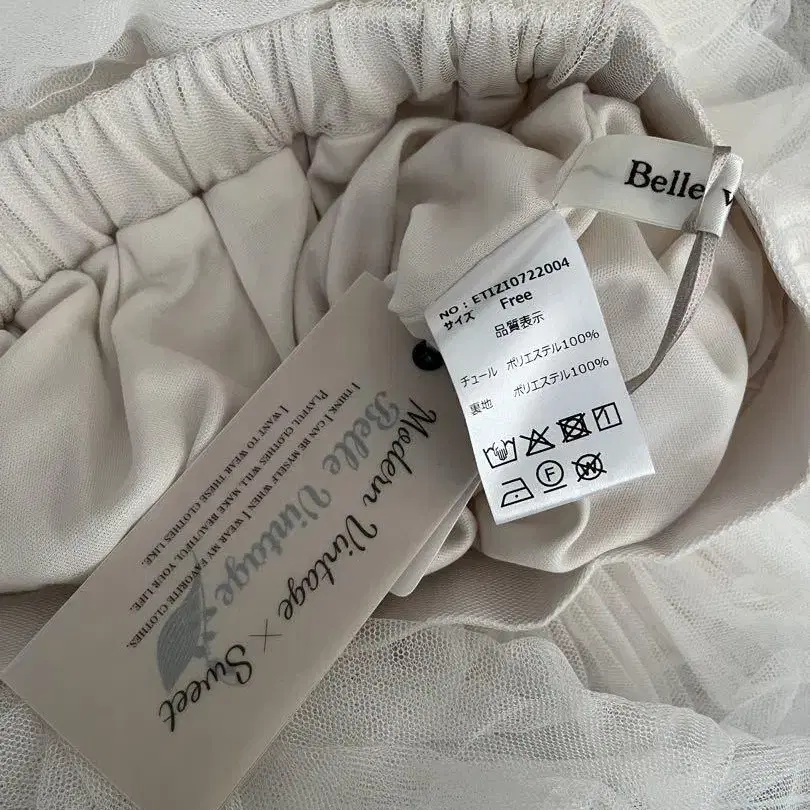 Belle v
NO : ETIZI0722004
サイズ Free
品質表示
チュール ポリエステル100%
裏地 ポリエステル100%
F
W
Modern Vintage × Sweet
Belle Vintage
I THINK I CAN BE MYSELF WHEN I WEAR MY FAVORITE CLOTHES.
PLAYFUL CLOTHES WILL MAKE BEAUTIFUL YOUR LIFE.
I WANT TO WEAR THESE CLOTHES LIKE.